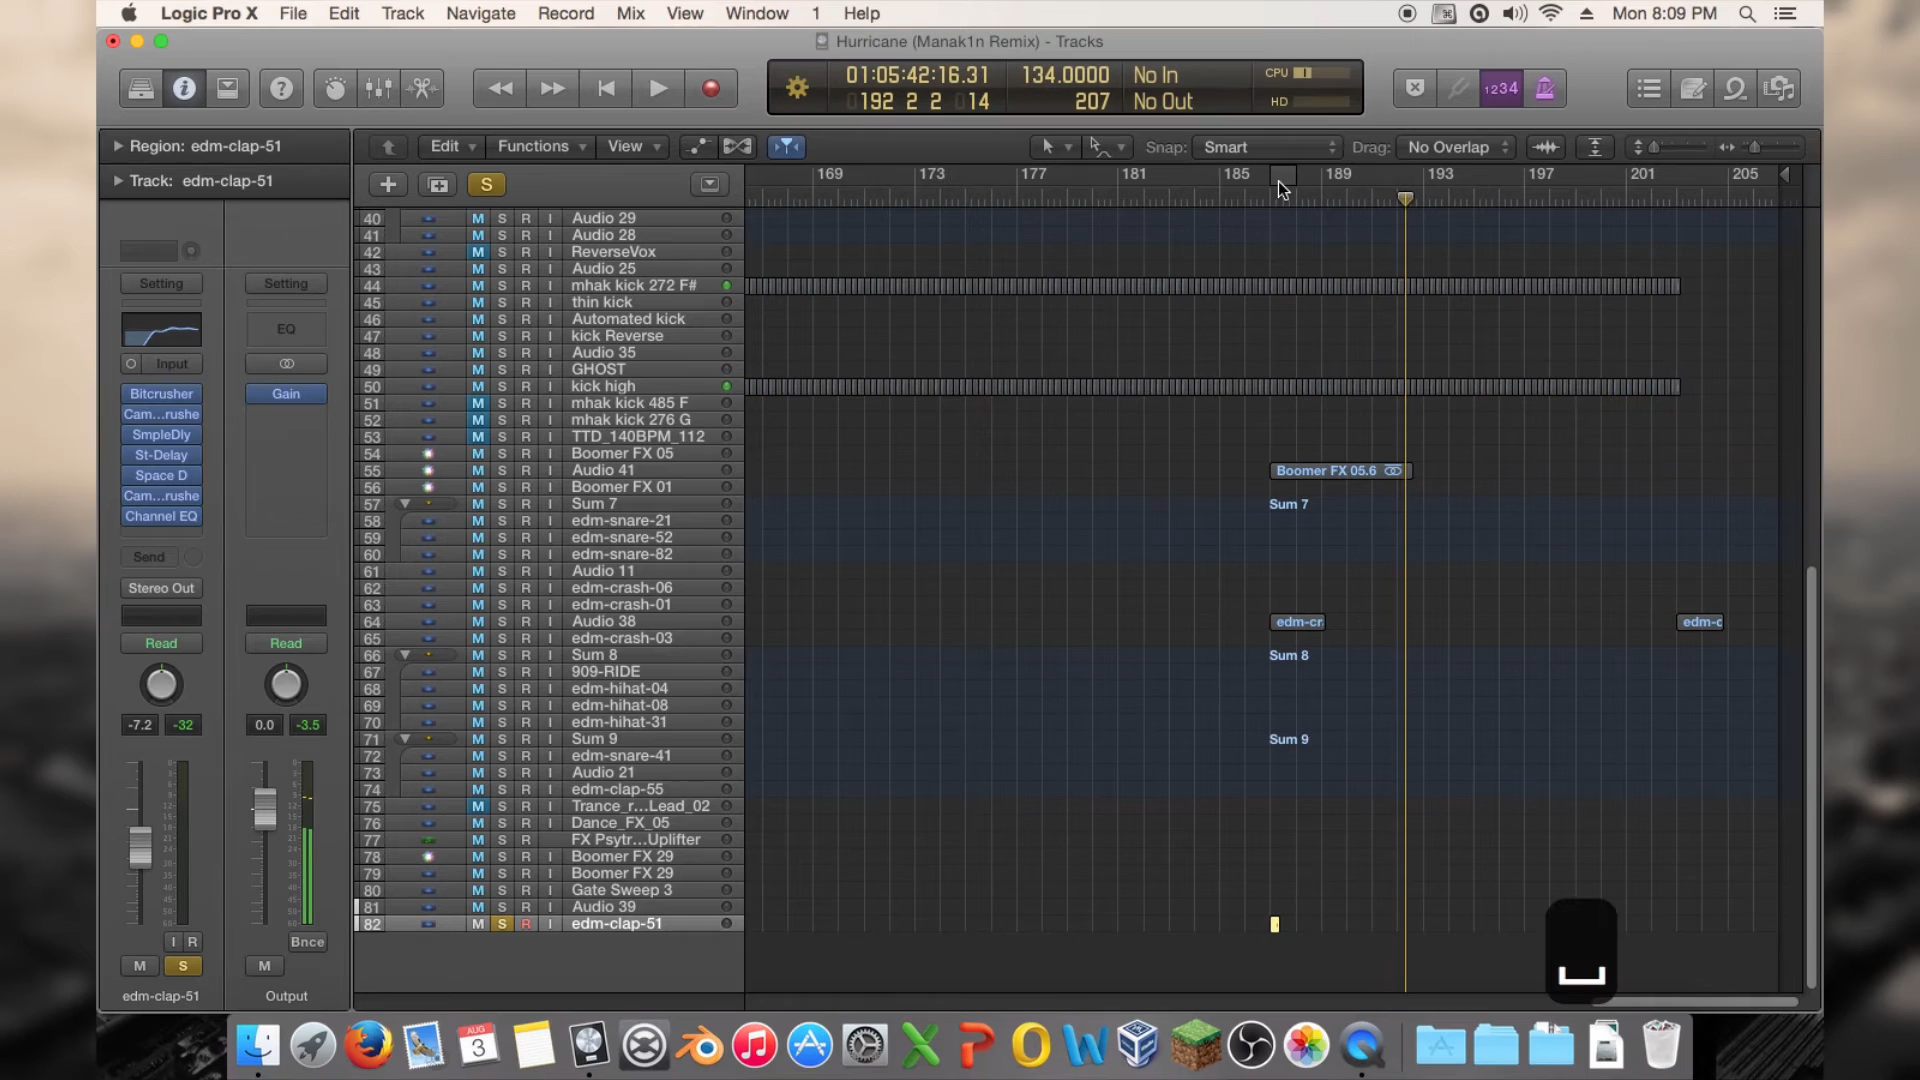 Logic Pro X File Edit Track Navigate Record Mix View Window 1 Help Mon 8:09 PM
Hurricane (Manak1n Remix) - Tracks
01:05:42:16.31 134.0000 No In CPU
192 2 2 14 207 No Out HD
1234
Region: edm-clap-51 Edit Functions View Snap: Smart Drag: No Overlap
Track: edm-clap-51 S 169 173 177 181 185 189 193 197 201 205
40 M S R I Audio 29
41 M S R I Audio 28
42 M S R I ReverseVox
43 M S R I Audio 25
44 M S R I mhak kick 272 F#
45 M S R I thin kick
46 M S R I Automated kick
47 M S R I kick Reverse
48 M S R I Audio 35
49 M S R I GHOST
50 M S R I kick high
51 M S R I mhak kick 485 F
52 M S R I mhak kick 276 G
53 M S R I TTD_140BPM_112
54 M S R I Boomer FX 05
55 M S R I Audio 41 Boomer FX 05.6
56 M S R I Boomer FX 01
57 M S R I Sum 7 Sum 7
58 M S R I edm-snare-21
59 M S R I edm-snare-52
60 M S R I edm-snare-82
61 M S R I Audio 11
62 M S R I edm-crash-06
63 M S R I edm-crash-01
64 M S R I Audio 38 edm-cr edm-c
65 M S R I edm-crash-03
66 M S R I Sum 8 Sum 8
67 M S R I 909-RIDE
68 M S R I edm-hihat-04
69 M S R I edm-hihat-08
70 M S R I edm-hihat-31
71 M S R I Sum 9 Sum 9
72 M S R I edm-snare-41
73 M S R I Audio 21
74 M S R I edm-clap-55
75 M S R I Trance_r...Lead_02
76 M S R I Dance_FX_05
77 M S R FX Psytr...Uplifter
78 M S R I Boomer FX 29
79 M S R I Boomer FX 29
80 M S R I Gate Sweep 3
81 M S R I Audio 39
82 M S R I edm-clap-51
Setting Setting
EQ
Input
Bitcrusher Gain
Cam...rushe
SmpleDly
St-Delay
Space D
Cam...rushe
Channel EQ
Send
Stereo Out
Read Read
-7.2 -32 0.0 -3.5
I R Bnce
M S M
edm-clap-51 Output
AUG
3